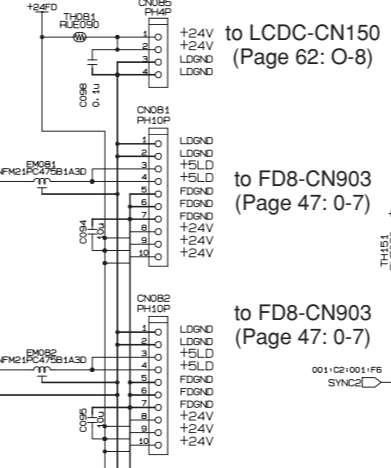 +24FD
CN085
PH4P
TH081
RUE090
1 +24V
2 +24V
3 LDGND
4 LDGND
to LCDC-CN150
(Page 62: O-8)
C098
0.1u
CN081
PH10P
1 LDGND
2 LDGND
3 +5LD
4 +5LD
5 FDGND
6 FDGND
7 FDGND
8 +24V
9 +24V
10 +24V
to FD8-CN903
(Page 47: 0-7)
EM081
NFM21PC475B1A3D
C094
10u
TH151
CN082
PH10P
1 LDGND
2 LDGND
3 +5LD
4 +5LD
5 FDGND
6 FDGND
7 FDGND
8 +24V
9 +24V
10 +24V
to FD8-CN903
(Page 47: 0-7)
EM082
NFM21PC475B1A3D
C095
10u
001:C2:001:F6
SYNC2